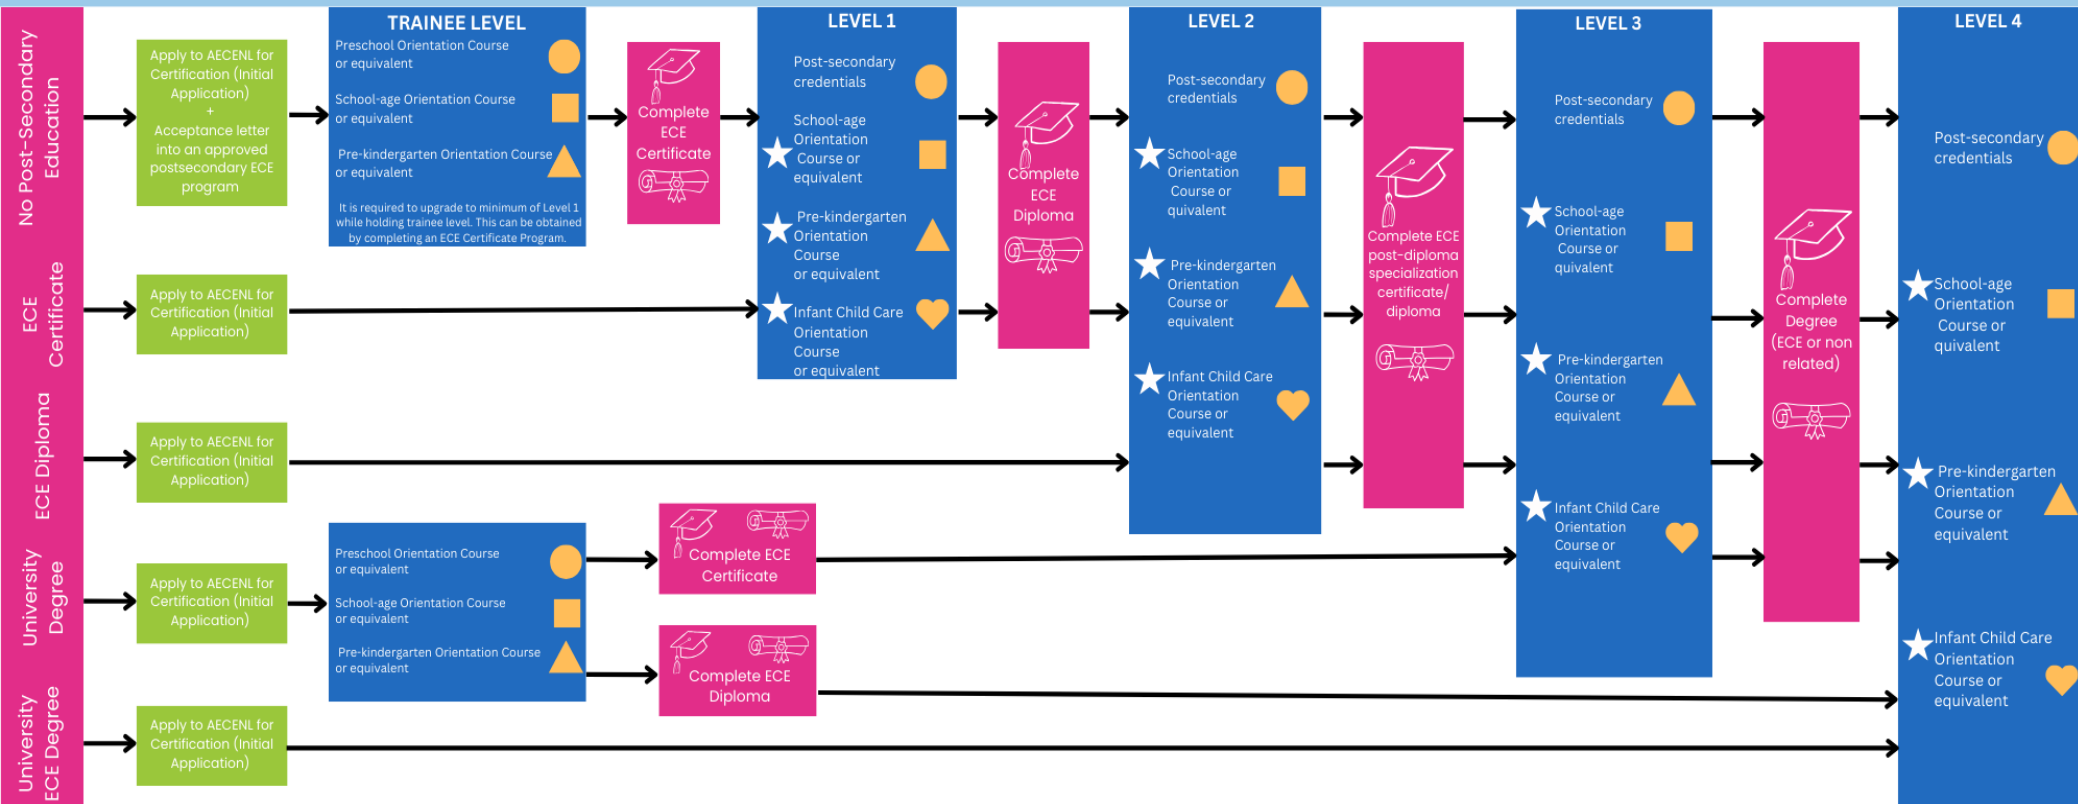 No Post-Secondary
Education
ECE
Certificate
ECE Diploma
University
Degree
University
ECE Degree
Apply to AECENL for
Certification (Initial
Application)
+
Acceptance letter
into an approved
postsecondary ECE
program
Apply to AECENL for
Certification (Initial
Application)
Apply to AECENL for
Certification (Initial
Application)
Apply to AECENL for
Certification (Initial
Application)
Apply to AECENL for
Certification (Initial
Application)
TRAINEE LEVEL
Preschool Orientation Course
or equivalent
School-age Orientation Course
or equivalent
Pre-kindergarten Orientation Course
or equivalent
It is required to upgrade to minimum of Level 1
while holding trainee level. This can be obtained
by completing an ECE Certificate Program.
Preschool Orientation Course
or equivalent
School-age Orientation Course
or equivalent
Pre-kindergarten Orientation Course
or equivalent
Complete
ECE
Certificate
Complete ECE
Certificate
Complete ECE
Diploma
LEVEL 1
Post-secondary
credentials
School-age
Orientation
Course or
equivalent
Pre-kindergarten
Orientation
Course
or equivalent
Infant Child Care
Orientation
Course
or equivalent
Complete
ECE
Diploma
LEVEL 2
Post-secondary
credentials
School-age
Orientation
Course or
quivalent
Pre-kindergarten
Orientation
Course or
equivalent
Infant Child Care
Orientation
Course or
equivalent
Complete ECE
post-diploma
specialization
certificate/
diploma
LEVEL 3
Post-secondary
credentials
School-age
Orientation
Course or
quivalent
Pre-kindergarten
Orientation
Course or
equivalent
Infant Child Care
Orientation
Course or
equivalent
Complete
Degree
(ECE or non
related)
LEVEL 4
Post-secondary
credentials
School-age
Orientation
Course or
quivalent
Pre-kindergarten
Orientation
Course or
equivalent
Infant Child Care
Orientation
Course or
equivalent